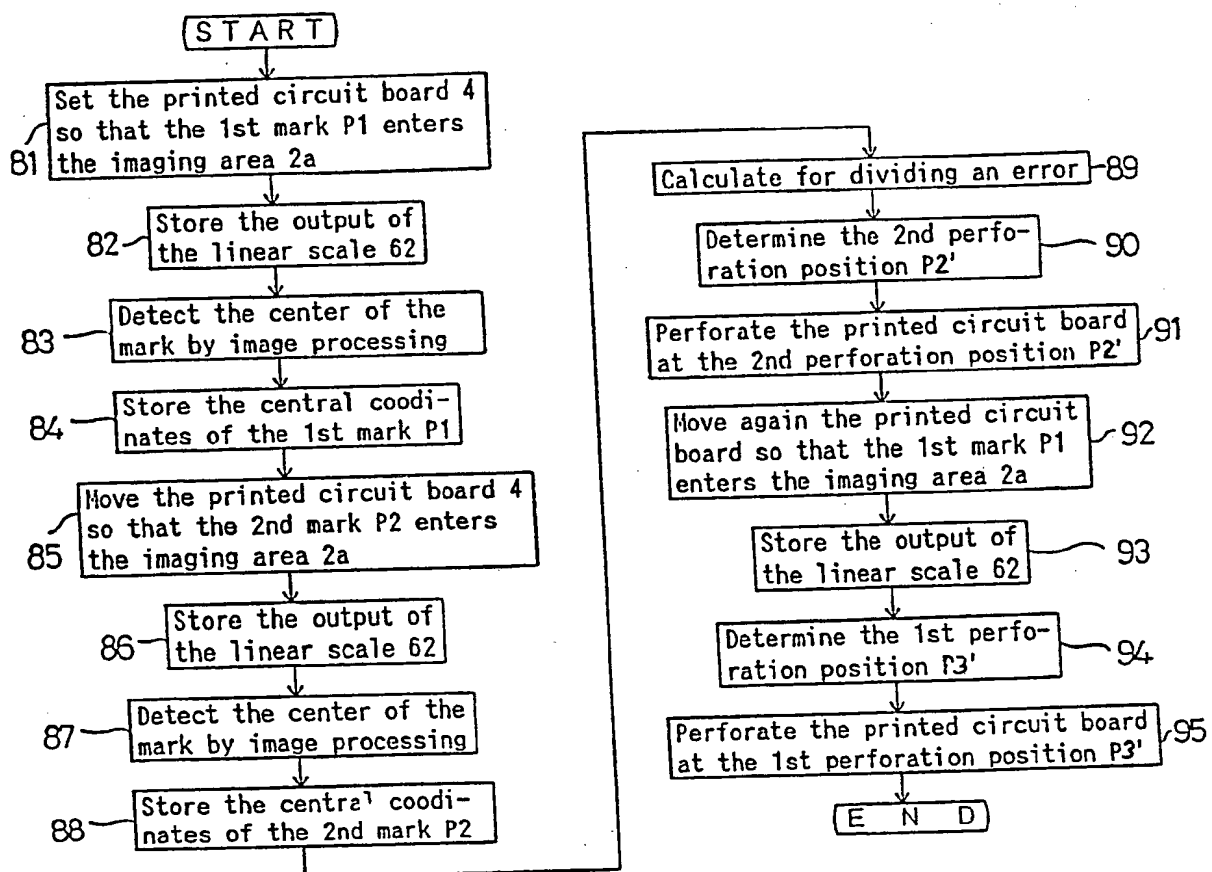 START
Set the printed circuit board 4
so that the 1st mark P1 enters
the imaging area 2a
81
Store the output of
the linear scale 62
82
Detect the center of the
mark by image processing
83
Store the central coodi-
nates of the 1st mark P1
84
Move the printed circuit board 4
so that the 2nd mark P2 enters
the imaging area 2a
85
Store the output of
the linear scale 62
86
Detect the center of the
mark by image processing
87
Store the central coodi-
nates of the 2nd mark P2
88
Calculate for dividing an error
89
Determine the 2nd perfo-
ration position P2'
90
Perforate the printed circuit board
at the 2nd perforation position P2'
91
Move again the printed circuit
board so that the 1st mark P1
enters the imaging area 2a
92
Store the output of
the linear scale 62
93
Determine the 1st perfo-
ration position P3'
94
Perforate the printed circuit board
at the 1st perforation position P3'
95
END